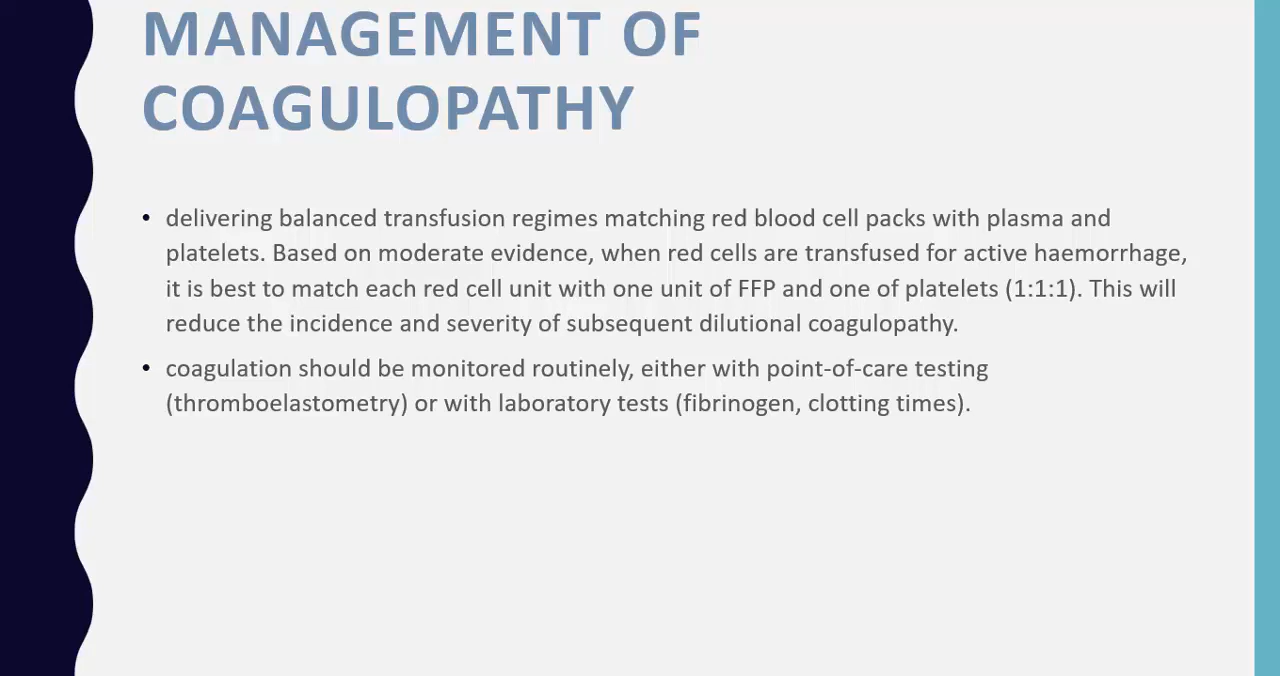 MANAGEMENT OF
COAGULOPATHY
• delivering balanced transfusion regimes matching red blood cell packs with plasma and
platelets. Based on moderate evidence, when red cells are transfused for active haemorrhage,
it is best to match each red cell unit with one unit of FFP and one of platelets (1:1:1). This will
reduce the incidence and severity of subsequent dilutional coagulopathy.
• coagulation should be monitored routinely, either with point-of-care testing
(thromboelastometry) or with laboratory tests (fibrinogen, clotting times).